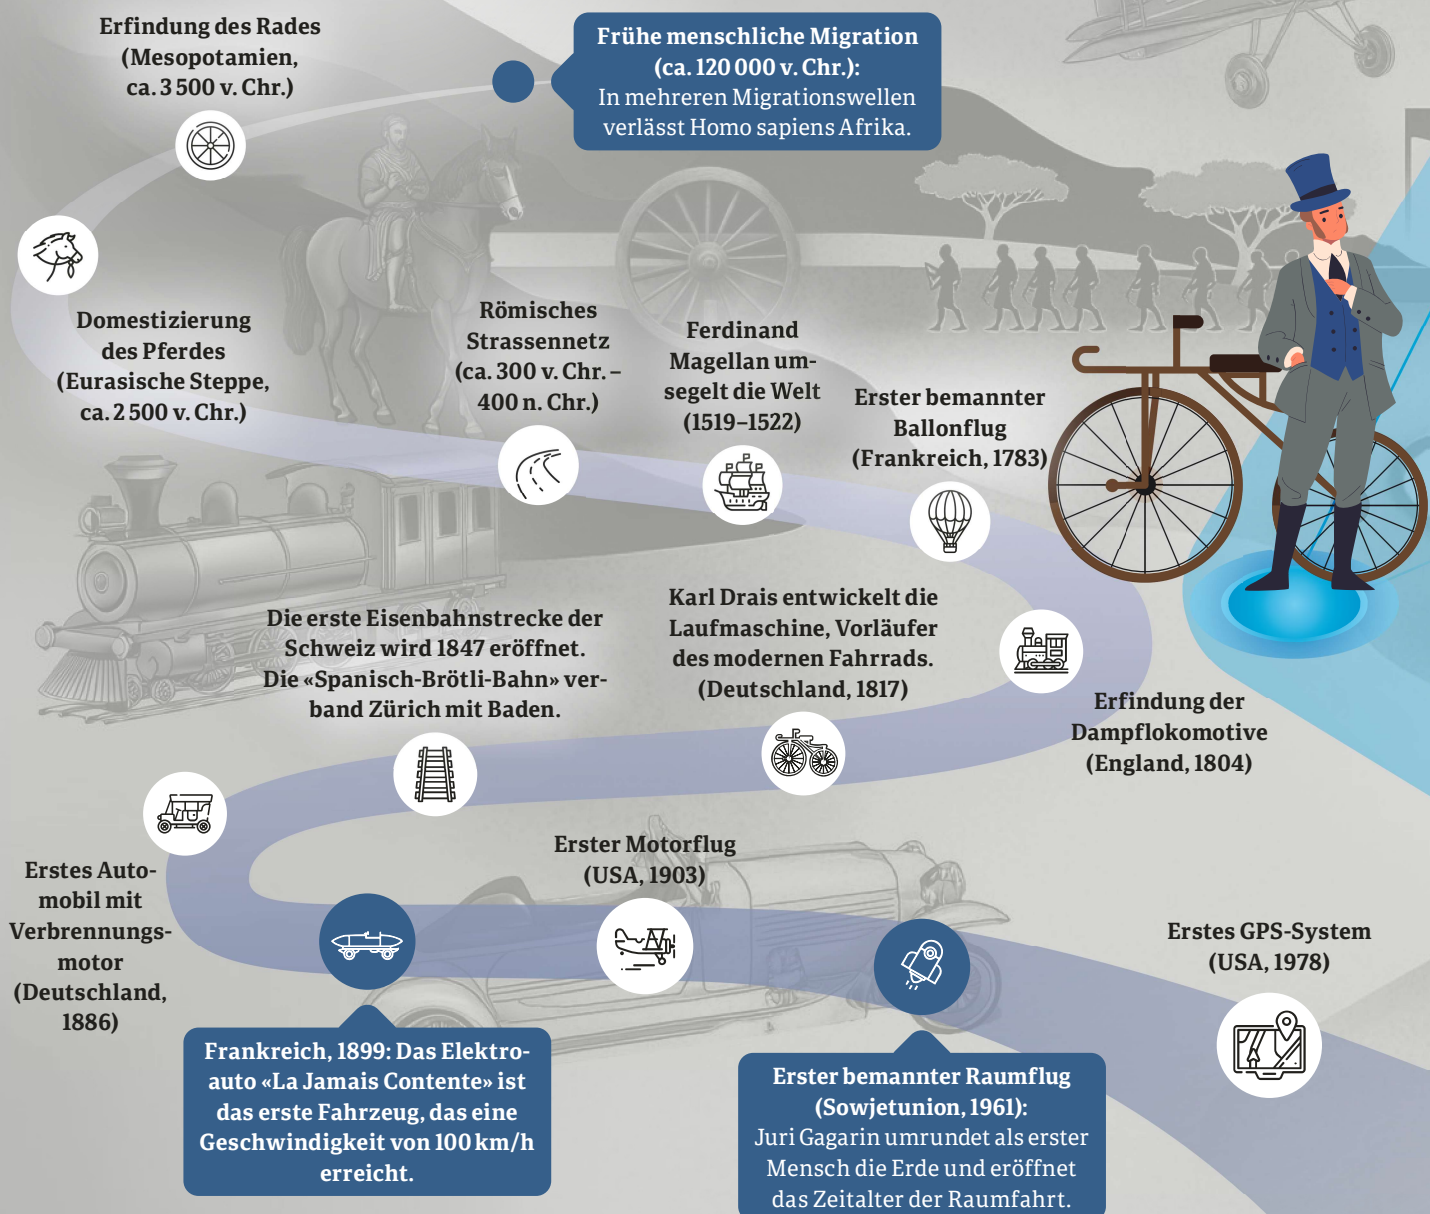 Erfindung des Rades
(Mesopotamien,
ca. 3 500 v. Chr.)
Frühe menschliche Migration
(ca. 120 000 v. Chr.):
In mehreren Migrationswellen
verlässt Homo sapiens Afrika.
Domestizierung
des Pferdes
(Eurasische Steppe,
ca. 2 500 v. Chr.)
Römisches
Strassennetz
(ca. 300 v. Chr. –
400 n. Chr.)
Ferdinand
Magellan um-
segelt die Welt
(1519–1522)
Erster bemannter
Ballonflug
(Frankreich, 1783)
Erfindung der
Dampflokomotive
(England, 1804)
Karl Drais entwickelt die
Laufmaschine, Vorläufer
des modernen Fahrrads.
(Deutschland, 1817)
Die erste Eisenbahnstrecke der
Schweiz wird 1847 eröffnet.
Die «Spanisch-Brötli-Bahn» ver-
band Zürich mit Baden.
Erstes Auto-
mobil mit
Verbrennungs-
motor
(Deutschland,
1886)
Frankreich, 1899: Das Elektro-
auto «La Jamais Contente» ist
das erste Fahrzeug, das eine
Geschwindigkeit von 100 km/h
erreicht.
Erster Motorflug
(USA, 1903)
Erster bemannter Raumflug
(Sowjetunion, 1961):
Juri Gagarin umrundet als erster
Mensch die Erde und eröffnet
das Zeitalter der Raumfahrt.
Erstes GPS-System
(USA, 1978)